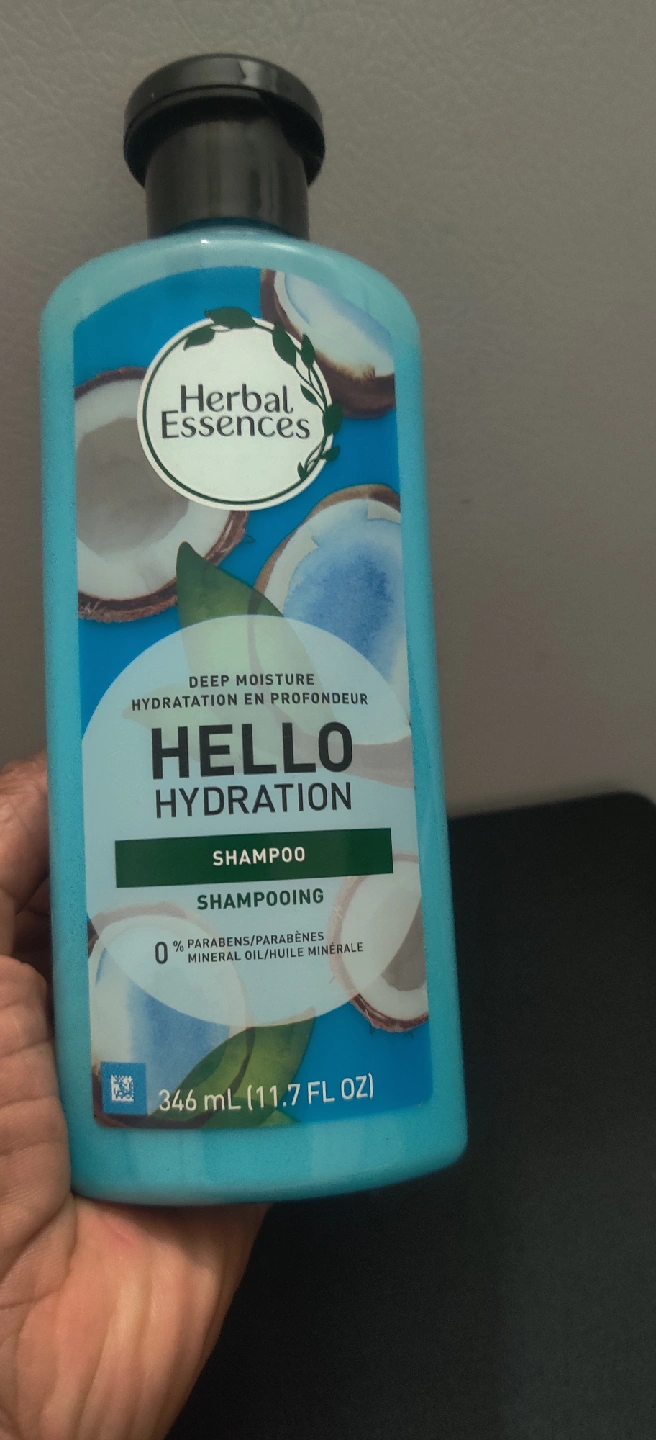 Herbal
Essences
DEEP MOISTURE
HYDRATATION EN PROFONDEUR
HELLO
HYDRATION
SHAMPOO
SHAMPOOING
0% PARABENS/PARABÈNES
MINERAL OIL/HUILE MINÉRALE
346 mL (11.7 FL OZ)